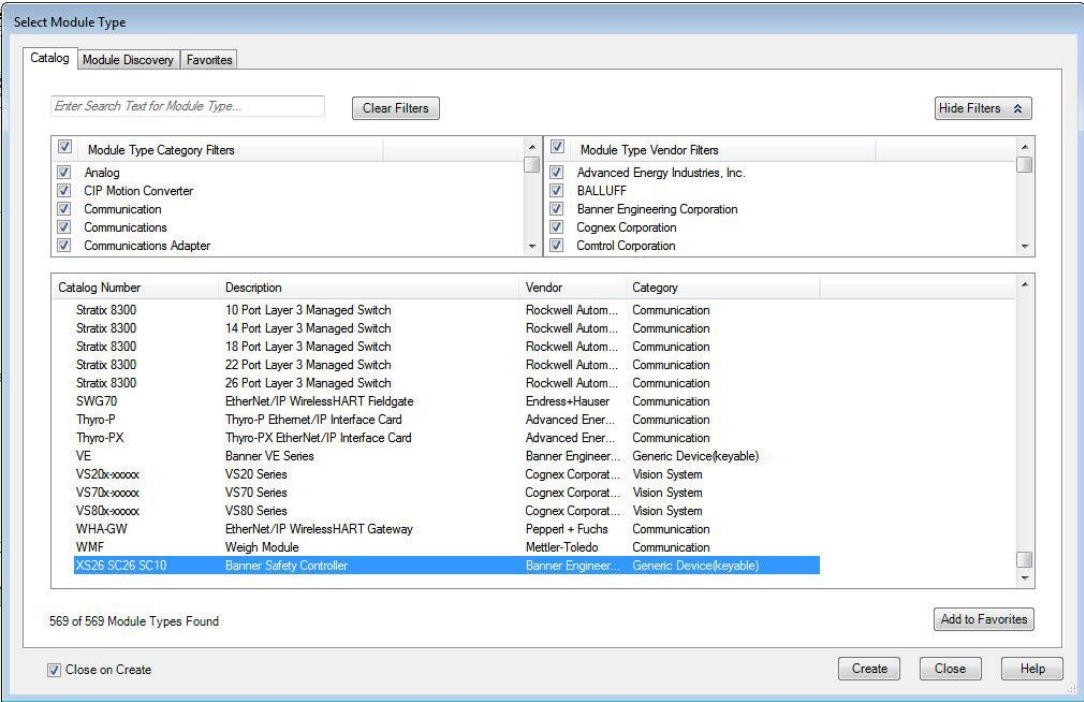 Select Module Type
Catalog Module Discovery Favorites
Enter Search Text for Module Type... Clear Filters Hide Filters
Module Type Category Filters Module Type Vendor Filters
Analog Advanced Energy Industries, Inc.
CIP Motion Converter BALLUFF
Communication Banner Engineering Corporation
Communications Cognex Corporation
Communications Adapter Comtrol Corporation
Catalog Number Description Vendor Category
Stratix 8300 10 Port Layer 3 Managed Switch Rockwell Autom... Communication
Stratix 8300 14 Port Layer 3 Managed Switch Rockwell Autom... Communication
Stratix 8300 18 Port Layer 3 Managed Switch Rockwell Autom... Communication
Stratix 8300 22 Port Layer 3 Managed Switch Rockwell Autom... Communication
Stratix 8300 26 Port Layer 3 Managed Switch Rockwell Autom... Communication
SWG70 EtherNet/IP WirelessHART Fieldgate Endress+Hauser Communication
Thyro-P Thyro-P Ethernet/IP Interface Card Advanced Ener... Communication
Thyro-PX Thyro-PX EtherNet/IP Interface Card Advanced Ener... Communication
VE Banner VE Series Banner Engineer... Generic Device(keyable)
VS20x-xxxxx VS20 Series Cognex Corporat... Vision System
VS70x-xxxxx VS70 Series Cognex Corporat... Vision System
VS80x-xxxxx VS80 Series Cognex Corporat... Vision System
WHA-GW EtherNet/IP WirelessHART Gateway Pepperl + Fuchs Communication
WMF Weigh Module Mettler-Toledo Communication
XS26 SC26 SC10 Banner Safety Controller Banner Engineer... Generic Device(keyable)
569 of 569 Module Types Found Add to Favorites
Close on Create Create Close Help